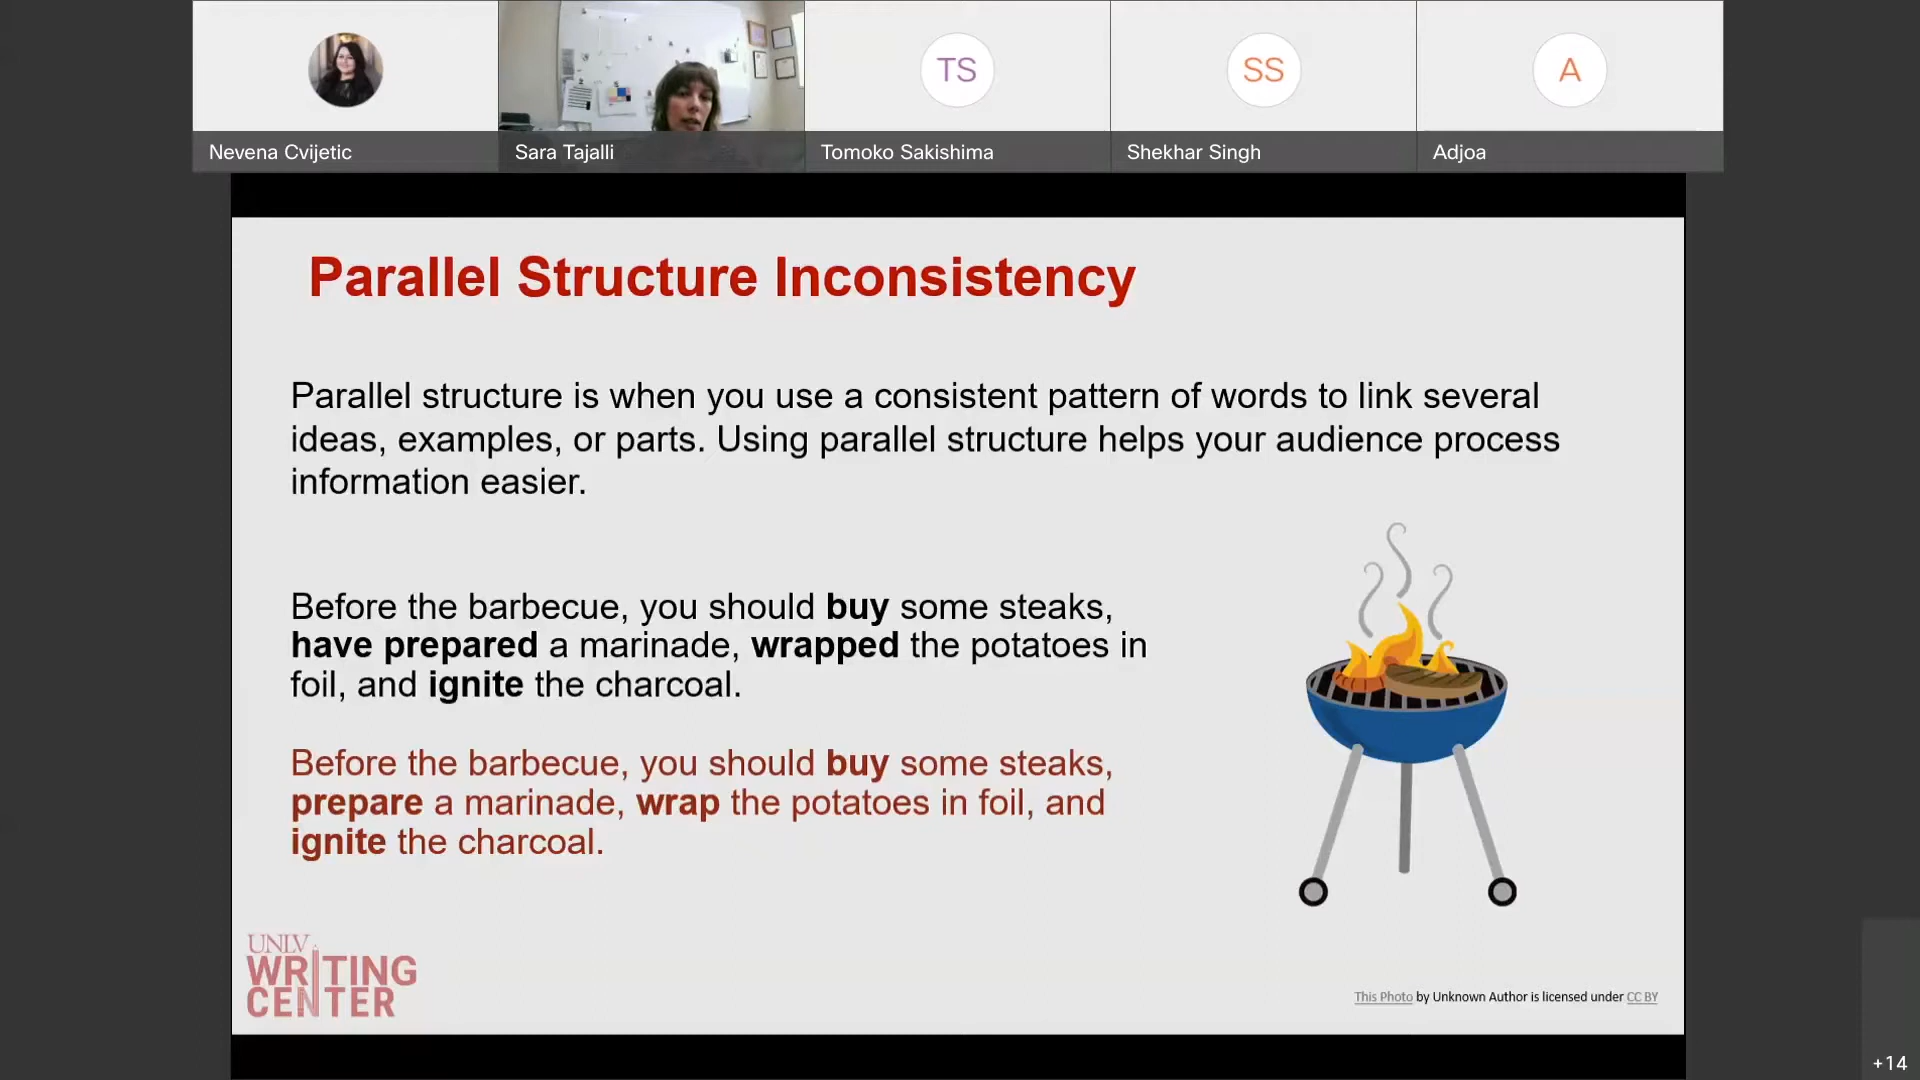 TS
SS
A
Nevena Cvijetic
Sara Tajalli
Tomoko Sakishima
Shekhar Singh
Adjoa
Parallel Structure Inconsistency
Parallel structure is when you use a consistent pattern of words to link several
ideas, examples, or parts. Using parallel structure helps your audience process
information easier.
Before the barbecue, you should buy some steaks,
have prepared a marinade, wrapped the potatoes in
foil, and ignite the charcoal.
Before the barbecue, you should buy some steaks,
prepare a marinade, wrap the potatoes in foil, and
ignite the charcoal.
UNLV
WRITING
CENTER
This Photo by Unknown Author is licensed under CC BY
+14